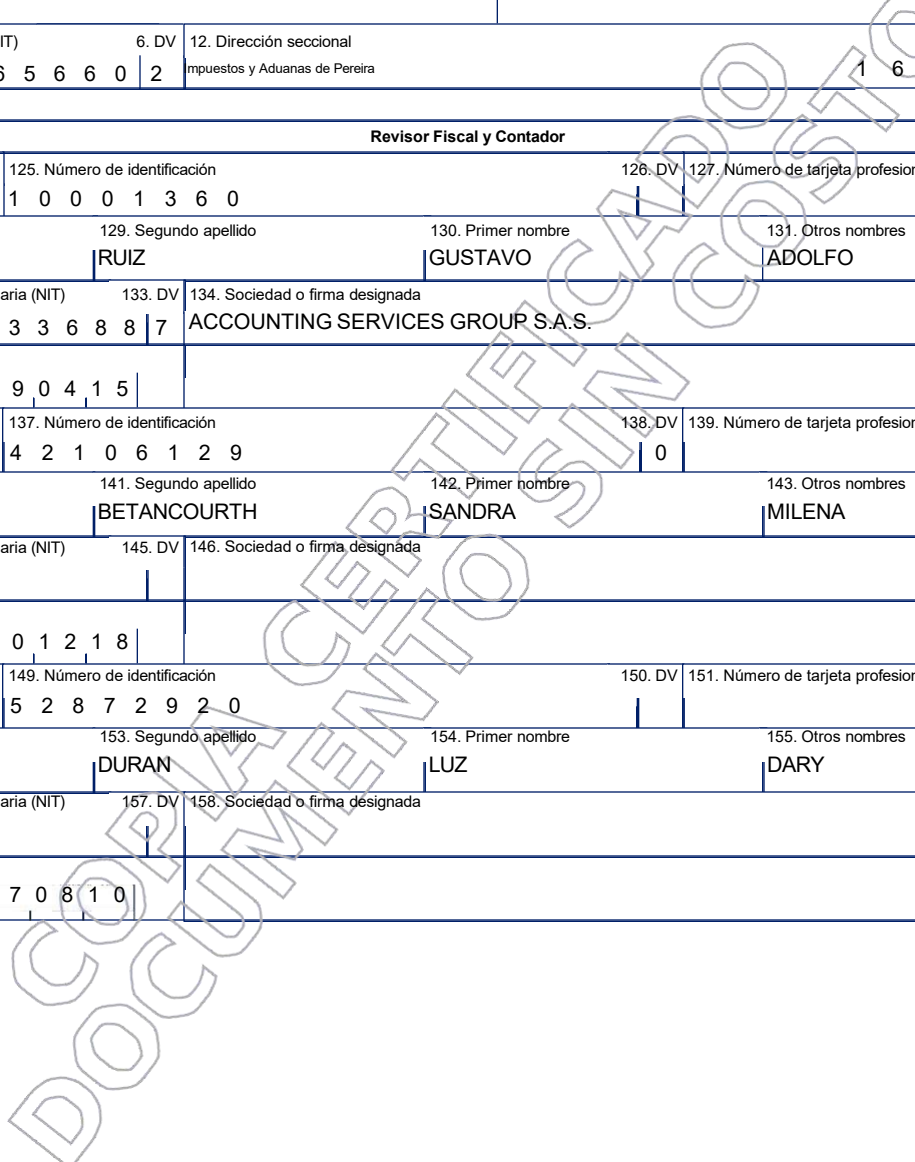 IT) 6. DV 12. Dirección seccional
6 5 6 6 0 2 Impuestos y Aduanas de Pereira 1 6
Revisor Fiscal y Contador
125. Número de identificación 126. DV 127. Número de tarjeta profesion
1 0 0 0 1 3 6 0
129. Segundo apellido 130. Primer nombre 131. Otros nombres
RUIZ GUSTAVO ADOLFO
aria (NIT) 133. DV 134. Sociedad o firma designada
3 3 6 8 8 7 ACCOUNTING SERVICES GROUP S.A.S.
9 0 4 1 5
137. Número de identificación 138. DV 139. Número de tarjeta profesion
4 2 1 0 6 1 2 9 0
141. Segundo apellido 142. Primer nombre 143. Otros nombres
BETANCOURTH SANDRA MILENA
aria (NIT) 145. DV 146. Sociedad o firma designada
0 1 2 1 8
149. Número de identificación 150. DV 151. Número de tarjeta profesion
5 2 8 7 2 9 2 0
153. Segundo apellido 154. Primer nombre 155. Otros nombres
DURAN LUZ DARY
aria (NIT) 157. DV 158. Sociedad o firma designada
7 0 8 1 0
COPIA CERTIFICADO
DOCUMENTO SIN COSTO